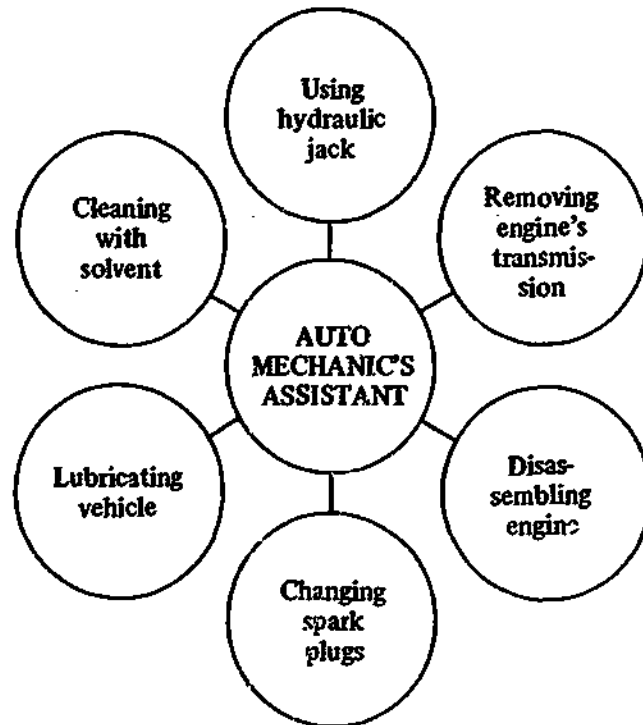 Using
hydraulic
jack
Removing
engine's
transmis-
sion
Disas-
sembling
engine
Changing
spark
plugs
Lubricating
vehicle
Cleaning
with
solvent
AUTO
MECHANIC'S
ASSISTANT